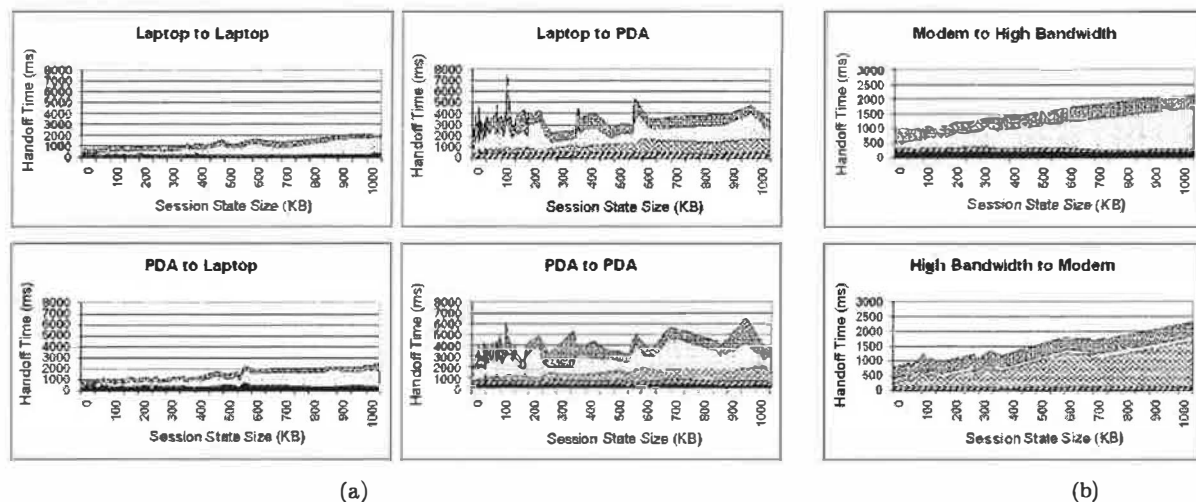 Laptop to Laptop
Handoff Time (ms)
8000
7000
6000
5000
4000
3000
2000
1000
0
0 100 200 300 400 500 600 700 800 900 1000
Session State Size (KB)
Laptop to PDA
Handoff Time (ms)
8000
7000
6000
5000
4000
3000
2000
1000
0
0 100 200 300 400 500 600 700 800 900 1000
Session State Size (KB)
Modem to High Bandwidth
Handoff Time (ms)
3000
2500
2000
1500
1000
500
0
0 100 200 300 400 500 600 700 800 900 1000
Session State Size (KB)
PDA to Laptop
Handoff Time (ms)
8000
7000
6000
5000
4000
3000
2000
1000
0
0 100 200 300 400 500 600 700 800 900 1000
Session State Size (KB)
PDA to PDA
Handoff Time (ms)
8000
7000
6000
5000
4000
3000
2000
1000
0
0 100 200 300 400 500 600 700 800 900 1000
Session State Size (KB)
High Bandwidth to Modem
Handoff Time (ms)
3000
2500
2000
1500
1000
500
0
0 100 200 300 400 500 600 700 800 900 1000
Session State Size (KB)
(a)
(b)